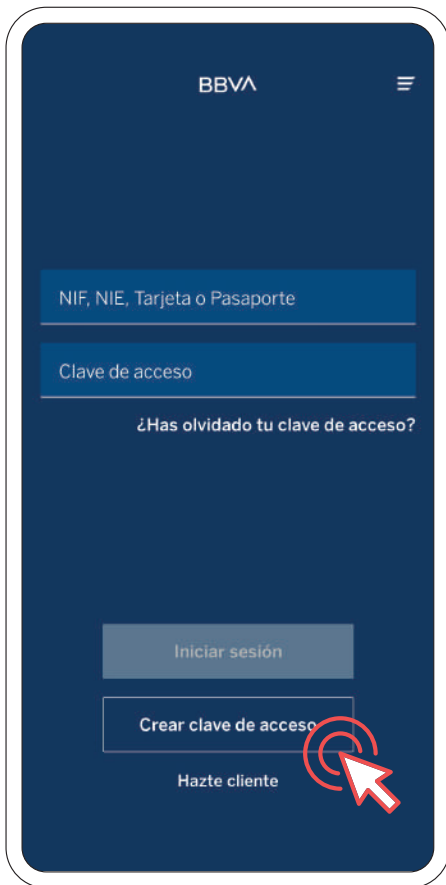 BBVA
NIF, NIE, Tarjeta o Pasaporte
Clave de acceso
¿Has olvidado tu clave de acceso?
Iniciar sesión
Crear clave de acceso
Hazte cliente